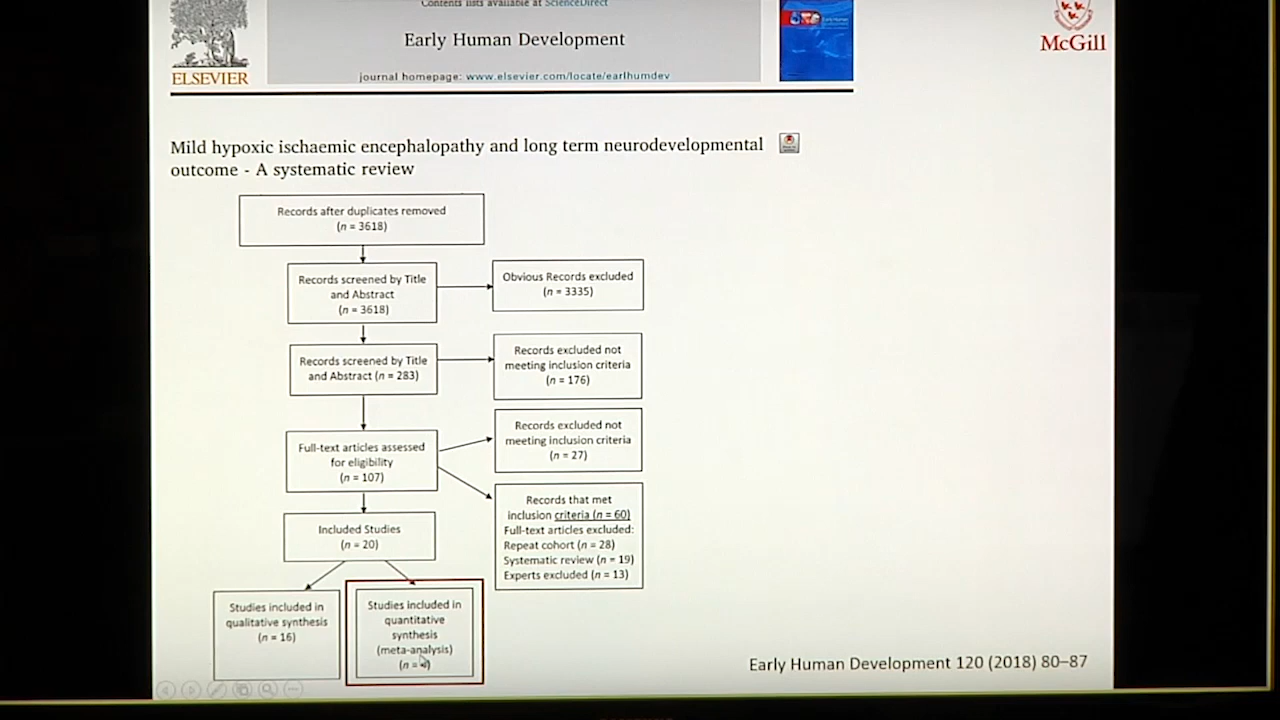 Contents lists available at ScienceDirect
Early Human Development
journal homepage: www.elsevier.com/locate/earlhumdev
ELSEVIER
McGill
Mild hypoxic ischaemic encephalopathy and long term neurodevelopmental
outcome - A systematic review
Records after duplicates removed
(n = 3618)
Records screened by Title
and Abstract
(n = 3618)
Obvious Records excluded
(n = 3335)
Records screened by Title
and Abstract (n = 283)
Records excluded not
meeting inclusion criteria
(n = 176)
Full-text articles assessed
for eligibility
(n = 107)
Records excluded not
meeting inclusion criteria
(n = 27)
Records that met
inclusion criteria (n = 60)
Full-text articles excluded:
Repeat cohort (n = 28)
Systematic review (n = 19)
Experts excluded (n = 13)
Included Studies
(n = 20)
Studies included in
qualitative synthesis
(n = 16)
Studies included in
quantitative
synthesis
(meta-analysis)
(n =
Early Human Development 120 (2018) 80–87